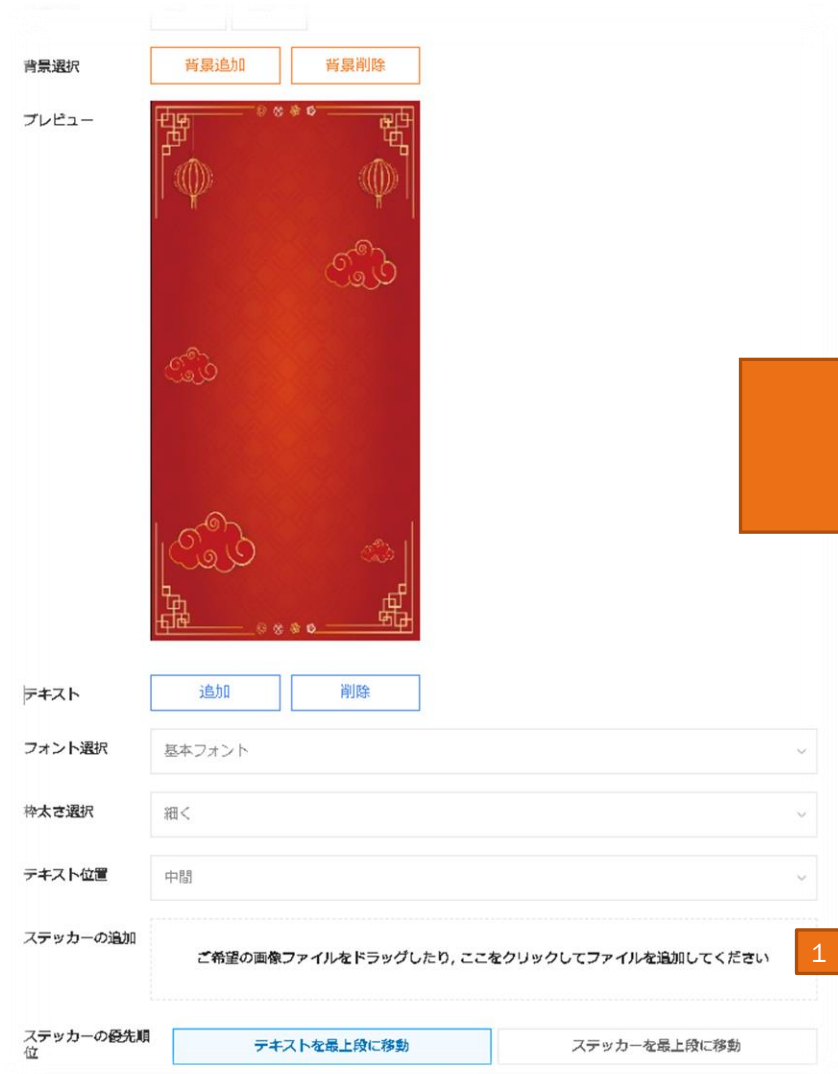 背景選択
背景追加
背景削除
プレビュー
テキスト
追加
削除
フォント選択
基本フォント
枠太さ選択
細く
テキスト位置
中間
ステッカーの追加
ご希望の画像ファイルをドラッグしたり, ここをクリックしてファイルを追加してください
1
ステッカーの優先順
位
テキストを最上段に移動
ステッカーを最上段に移動